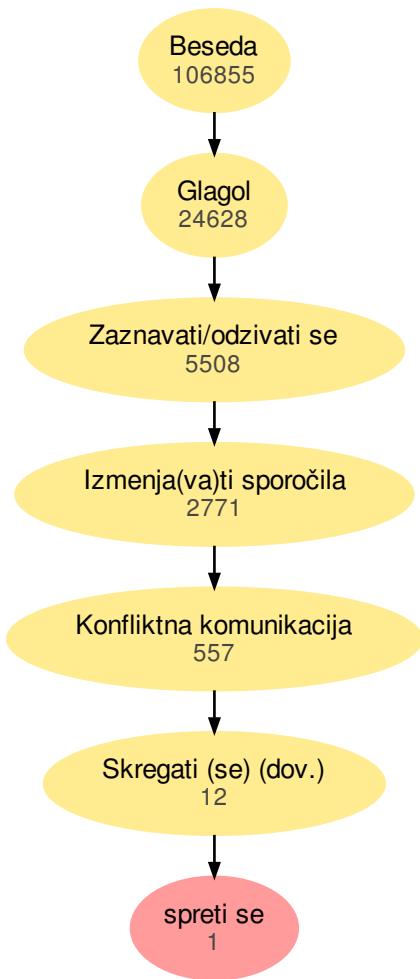 Beseda
106855
Glagol
24628
Zaznavati/odzivati se
5508
Izmenja(va)ti sporočila
2771
Konfliktna komunikacija
557
Skregati (se) (dov.)
12
spreti se
1